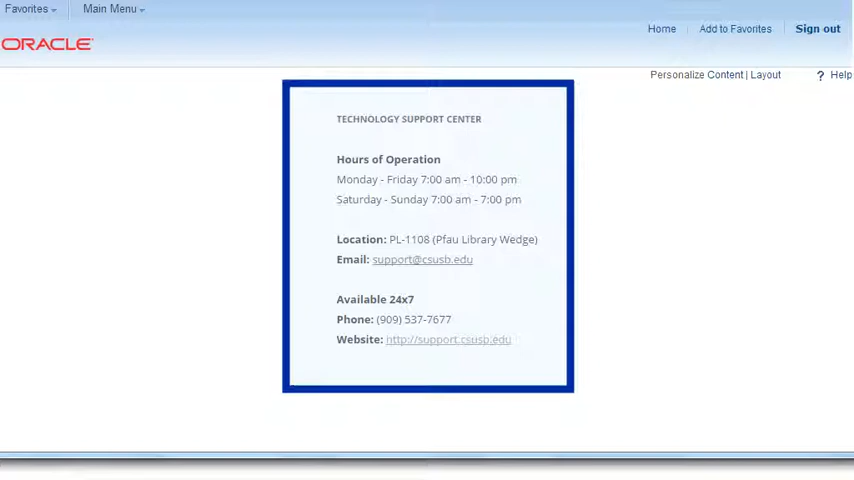 Favorites Main Menu
Home Add to Favorites Sign out
ORACLE
Personalize Content | Layout ? Help
TECHNOLOGY SUPPORT CENTER
Hours of Operation
Monday - Friday 7:00 am - 10:00 pm
Saturday - Sunday 7:00 am - 7:00 pm
Location: PL-1108 (Pfau Library Wedge)
Email: support@csusb.edu
Available 24x7
Phone: (909) 537-7677
Website: http://support.csusb.edu